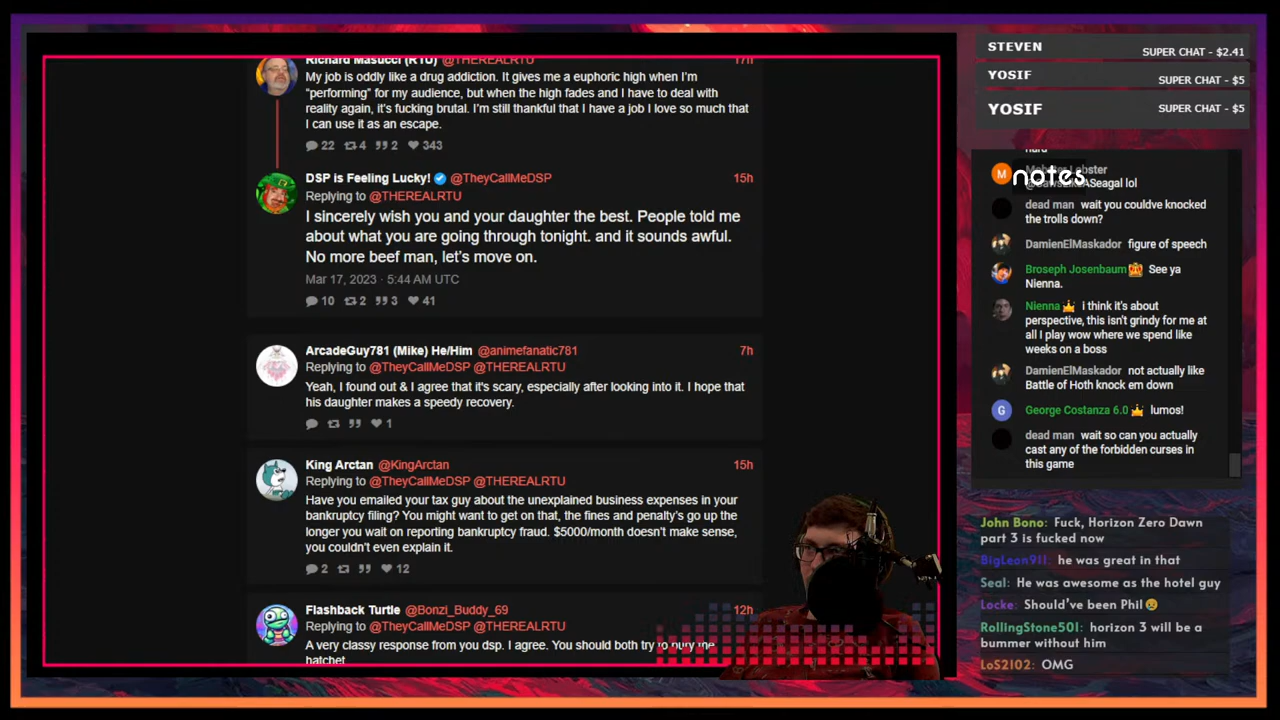 Richard Masucci (RTU) @THEREALRTU 17h
My job is oddly like a drug addiction. It gives me a euphoric high when I'm
"performing" for my audience, but when the high fades and I have to deal with
reality again, it's fucking brutal. I'm still thankful that I have a job I love so much that
I can use it as an escape.
22 4 2 343
DSP is Feeling Lucky! @TheyCallMeDSP 15h
Replying to @THEREALRTU
I sincerely wish you and your daughter the best. People told me
about what you are going through tonight. and it sounds awful.
No more beef man, let's move on.
Mar 17, 2023 · 5:44 AM UTC
10 2 3 41
ArcadeGuy781 (Mike) He/Him @animefanatic781 7h
Replying to @TheyCallMeDSP @THEREALRTU
Yeah, I found out & I agree that it's scary, especially after looking into it. I hope that
his daughter makes a speedy recovery.
1
King Arctan @KingArctan 15h
Replying to @TheyCallMeDSP @THEREALRTU
Have you emailed your tax guy about the unexplained business expenses in your
bankruptcy filing? You might want to get on that, the fines and penalty's go up the
longer you wait on reporting bankruptcy fraud. $5000/month doesn't make sense,
you couldn't even explain it.
2 12
Flashback Turtle @Bonzi_Buddy_69 12h
Replying to @TheyCallMeDSP @THEREALRTU
A very classy response from you dsp. I agree. You should both try to bury the
hatchet
STEVEN SUPER CHAT - $2.41
YOSIF SUPER CHAT - $5
YOSIF SUPER CHAT - $5
hard
M Lobster
notes
lol
dead man wait you couldve knocked
the trolls down?
DamienElMaskador figure of speech
Broseph Josenbaum See ya
Nienna.
Nienna i think it's about
perspective, this isn't grindy for me at
all I play wow where we spend like
weeks on a boss
DamienElMaskador not actually like
Battle of Hoth knock em down
G George Costanza 6.0 lumos!
dead man wait so can you actually
cast any of the forbidden curses in
this game
John Bono: Fuck, Horizon Zero Dawn
part 3 is fucked now
BigLeon911: he was great in that
Seal: He was awesome as the hotel guy
Locke: Should've been Phil
RollingStone501: horizon 3 will be a
bummer without him
LoS2102: OMG